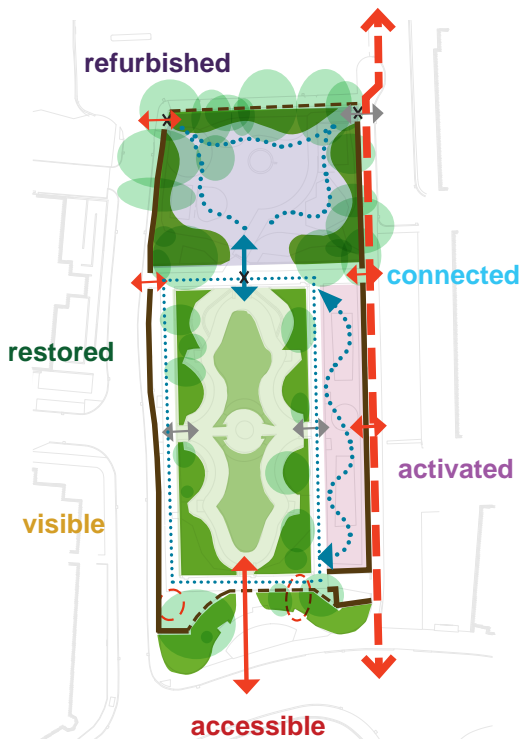 refurbished
connected
restored
activated
visible
accessible